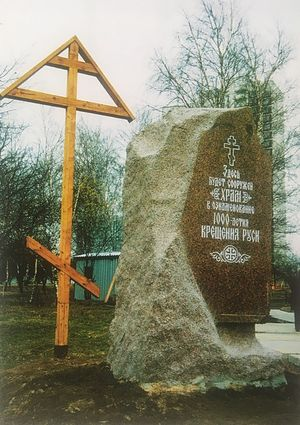 Здесь
БУДЕТ СООРУЖЕН
ХРАМ
В ОЗНАМЕНОВАНИЕ
1000-ЛЕТИЯ
КРЕЩЕНИЯ РУСИ